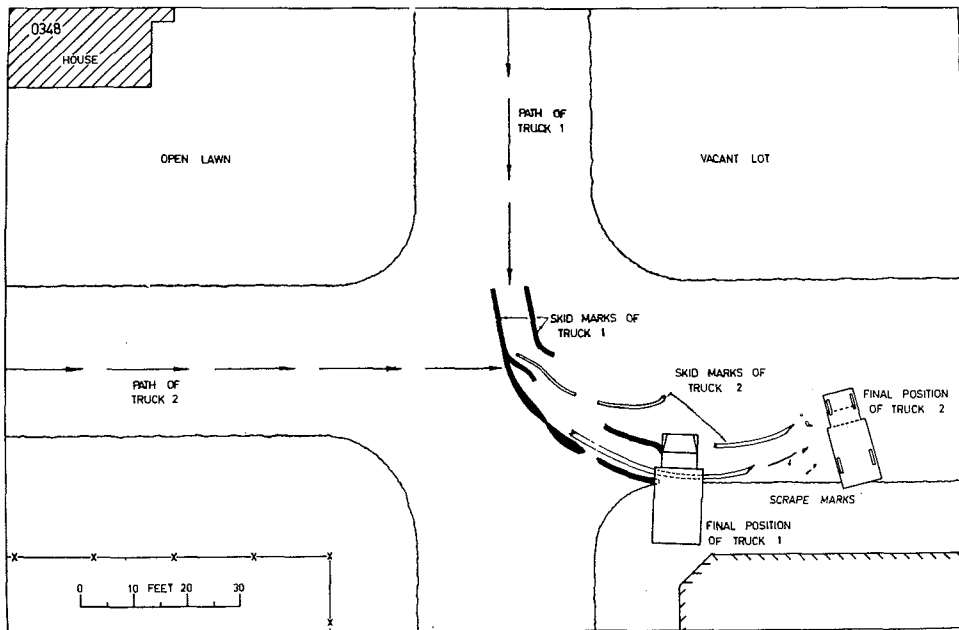 0348
HOUSE
PATH OF
TRUCK 1
OPEN LAWN
VACANT LOT
SKID MARKS OF
TRUCK 1
PATH OF
TRUCK 2
SKID MARKS OF
TRUCK 2
FINAL POSITION
OF TRUCK 2
SCRAPE MARKS
FINAL POSITION
OF TRUCK 1
0 10 FEET 20 30